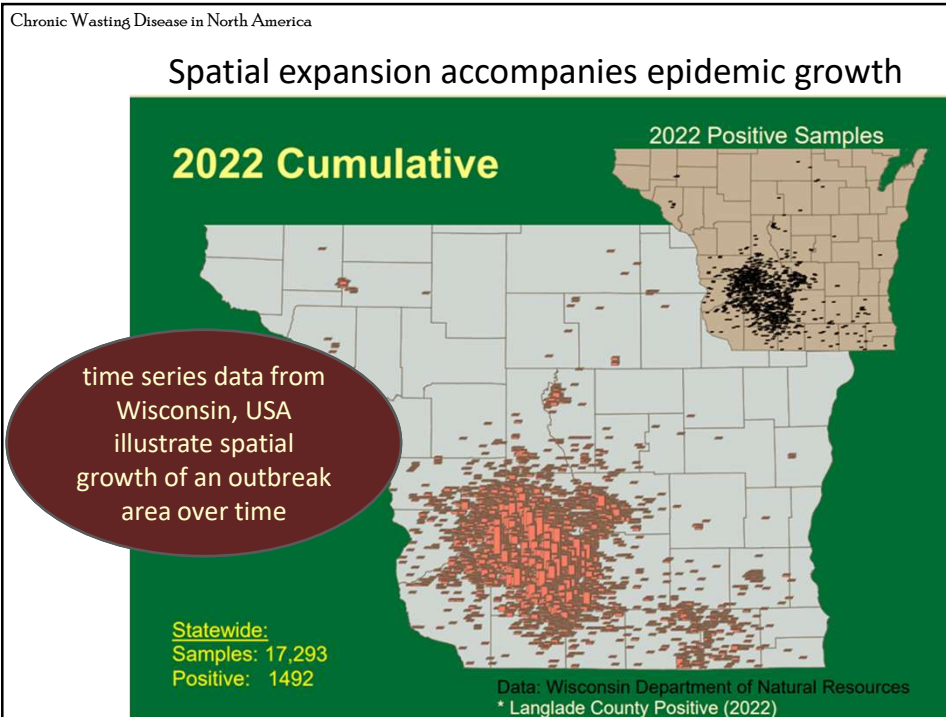 Chronic Wasting Disease in North America
Spatial expansion accompanies epidemic growth
2022 Cumulative
2022 Positive Samples
time series data from
Wisconsin, USA
illustrate spatial
growth of an outbreak
area over time
Statewide:
Samples: 17,293
Positive: 1492
Data: Wisconsin Department of Natural Resources
* Langlade County Positive (2022)